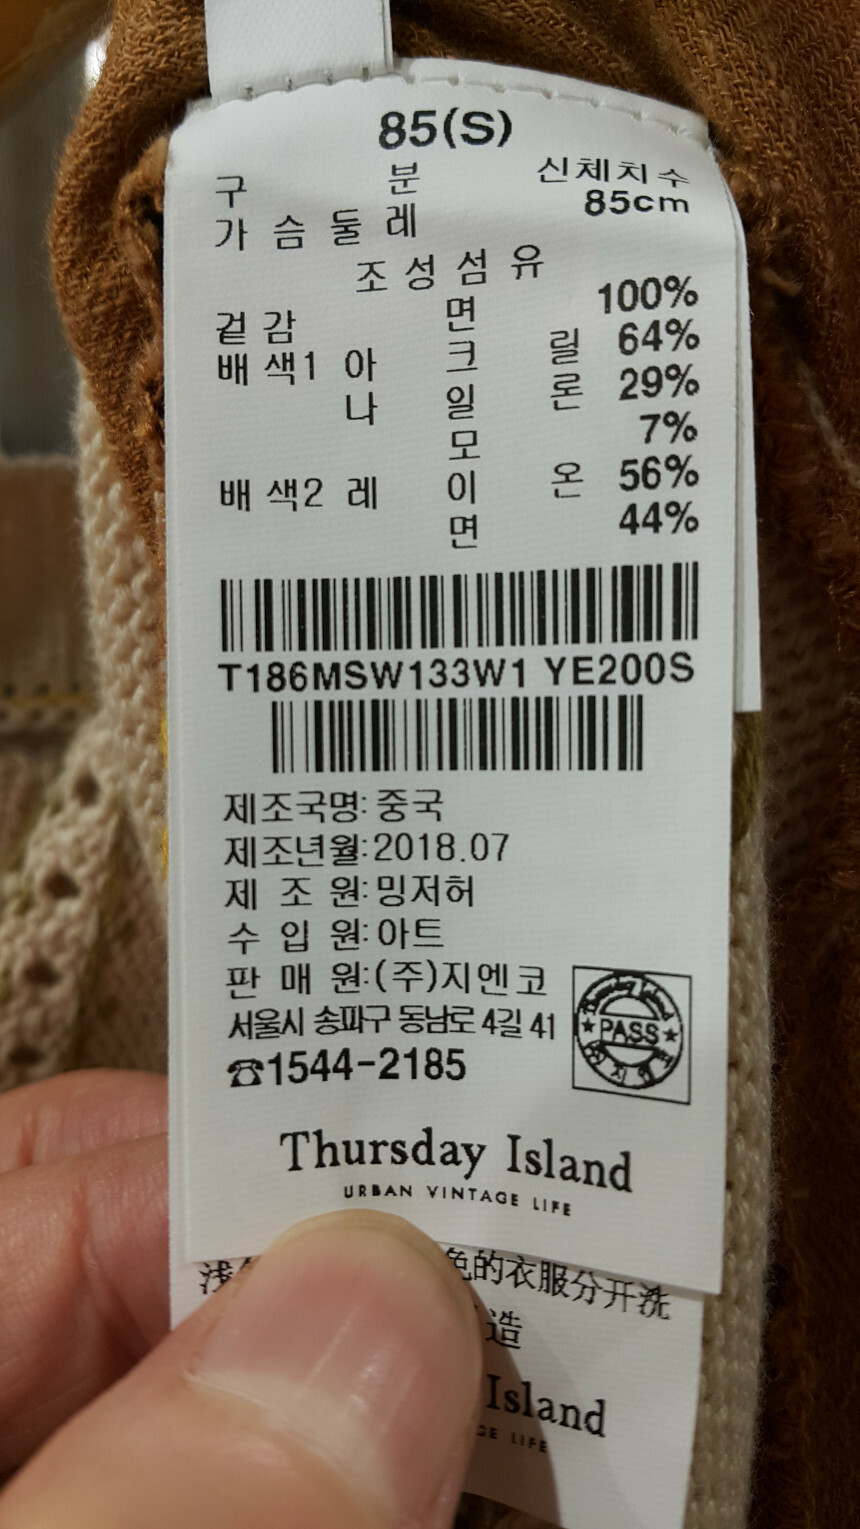 85(S)
구 분 신체치수
가슴둘레 85cm
조성섬유
겉감 면 100%
배색1 아크릴 64%
나일론 29%
모 7%
배색2 레이온 56%
면 44%
T186MSW133W1 YE200S
제조국명: 중국
제조년월: 2018.07
제 조 원: 밍저허
수 입 원: 아트
판 매 원: (주)지엔코
서울시 송파구 동남로 4길 41
☎1544-2185
Thursday Island
PASS
Thursday Island
URBAN VINTAGE LIFE
色的衣服分开洗
造
Island
LIFE